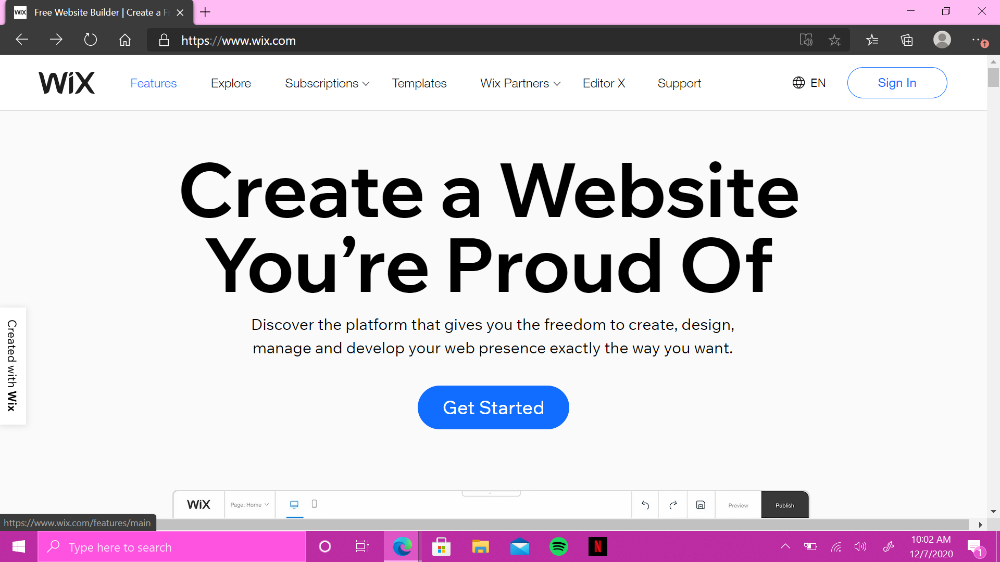 WiX Free Website Builder | Create a Fr
https://www.wix.com
WiX Features Explore Subscriptions Templates Wix Partners Editor X Support EN Sign In
Create a Website
You’re Proud Of
Discover the platform that gives you the freedom to create, design,
manage and develop your web presence exactly the way you want.
Get Started
Created with Wix
WiX Page: Home Preview Publish
https://www.wix.com/features/main
Type here to search
N
10:02 AM
12/7/2020
1